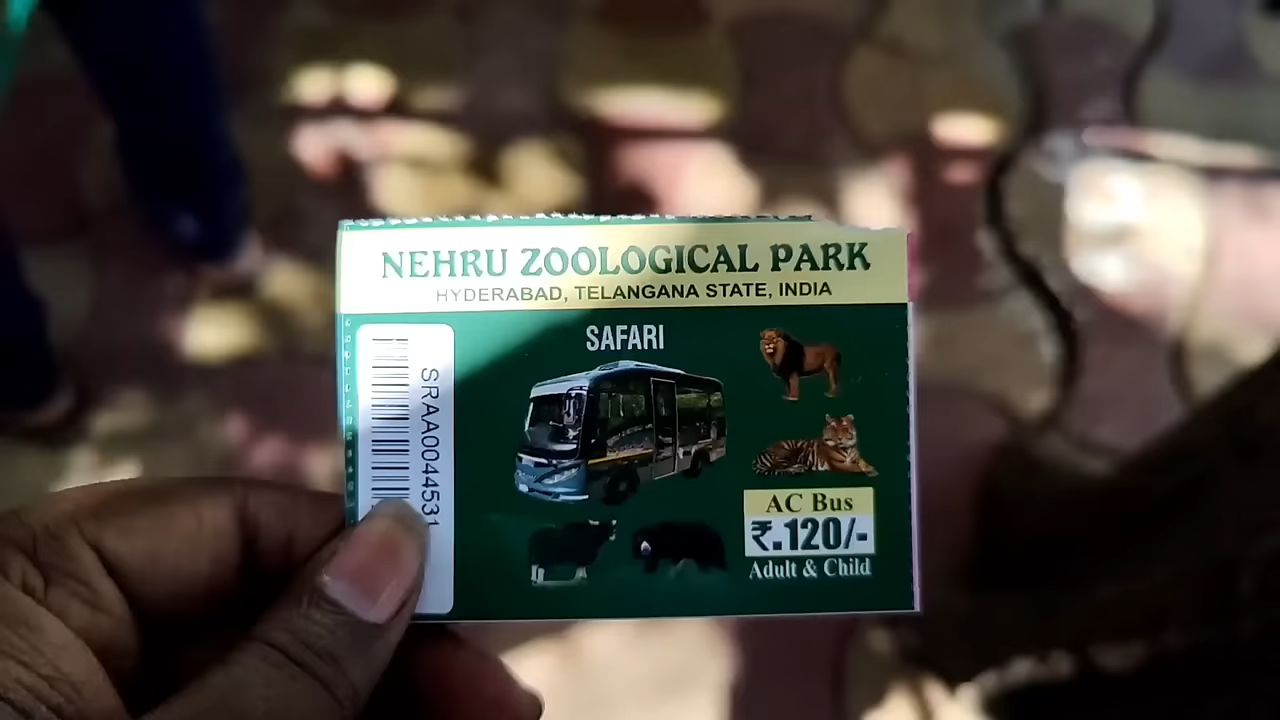 NEHRU ZOOLOGICAL PARK
HYDERABAD, TELANGANA STATE, INDIA
SAFARI
SRAA0044531
AC Bus
₹.120/-
Adult & Child